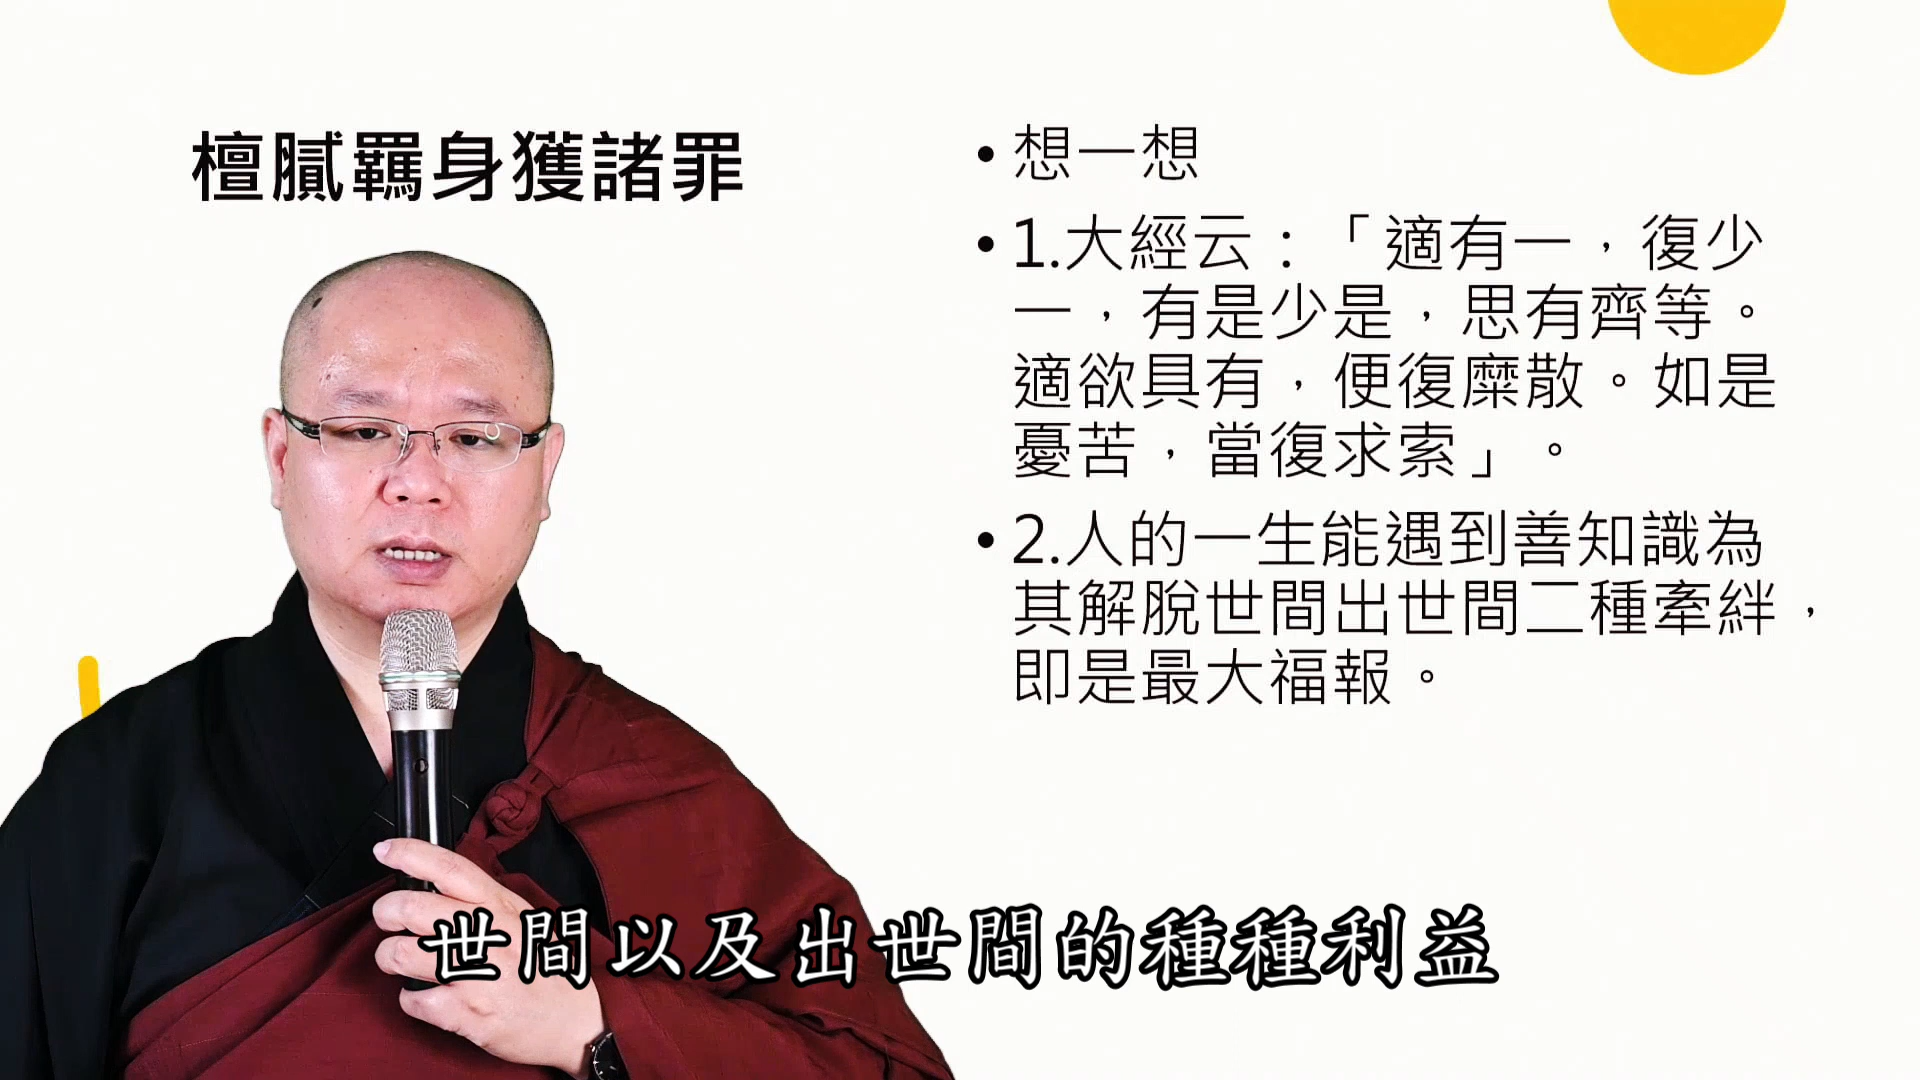 檀膩羈身獲諸罪
• 想一想
• 1.大經云：「適有一，復少
一，有是少是，思有齊等。
適欲具有，便復糜散。如是
憂苦，當復求索」。
• 2.人的一生能遇到善知識為
其解脫世間出世間二種牽絆，
即是最大福報。
世間以及出世間的種種利益